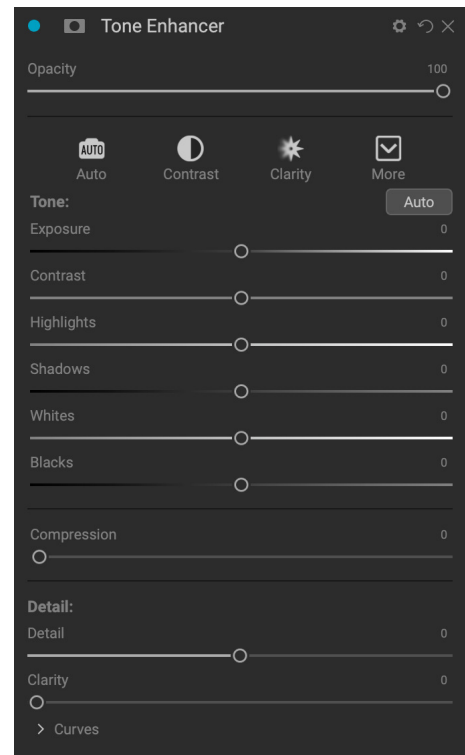 Tone Enhancer
Opacity 100
AUTO
Auto Contrast Clarity More
Tone: Auto
Exposure 0
Contrast 0
Highlights 0
Shadows 0
Whites 0
Blacks 0
Compression 0
Detail:
Detail 0
Clarity 0
Curves